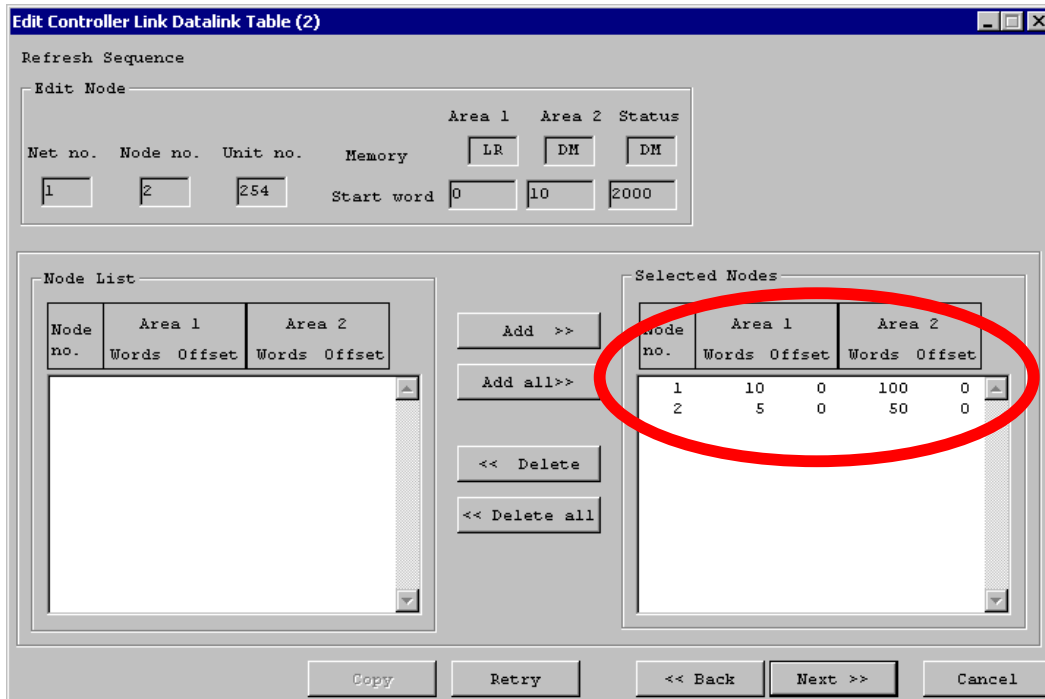 Edit Controller Link Datalink Table (2)
Refresh Sequence
Edit Node
Area 1 Area 2 Status
Net no. Node no. Unit no. Memory LR DM DM
1 2 254 Start word 0 10 2000
Node List
Node no. Area 1 Words Offset Area 2 Words Offset
Add >>
Add all>>
<< Delete
<< Delete all
Selected Nodes
Node no. Area 1 Words Offset Area 2 Words Offset
1 10 0 100 0
2 5 0 50 0
Copy Retry << Back Next >> Cancel